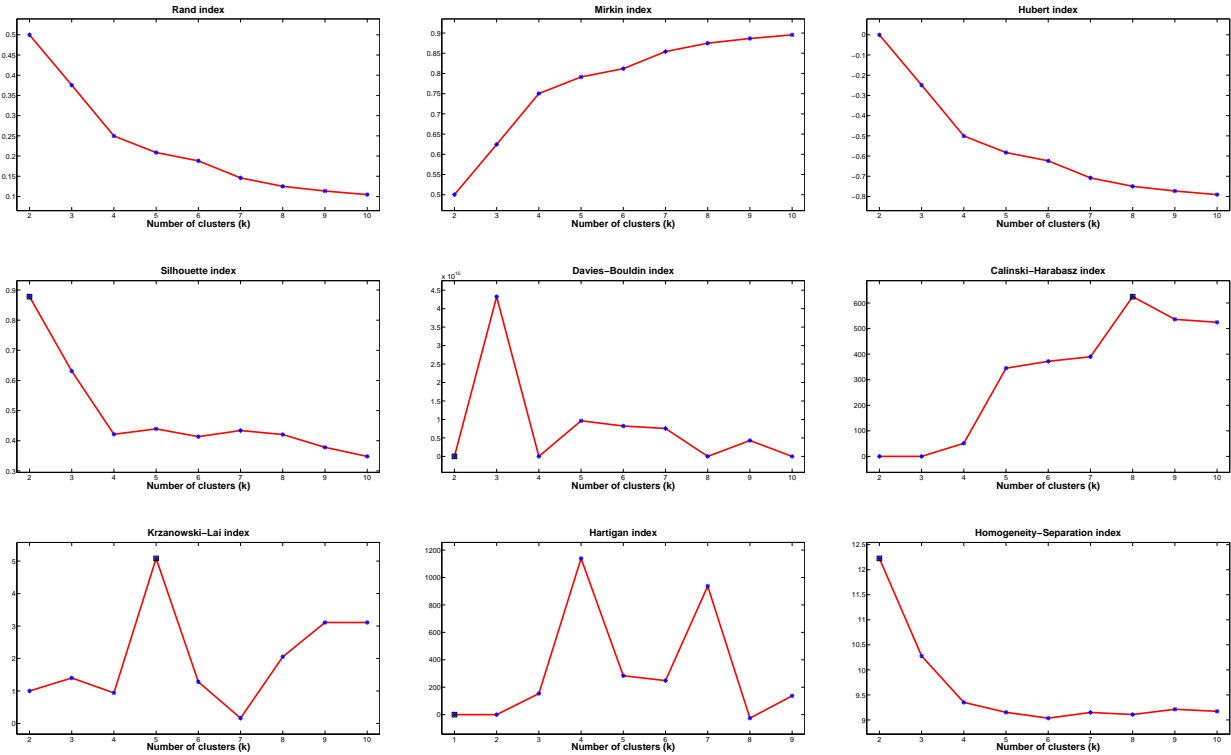 Rand index
0.5
0.45
0.4
0.35
0.3
0.25
0.2
0.15
0.1
2 3 4 5 6 7 8 9 10
Number of clusters (k)
Mirkin index
0.9
0.85
0.8
0.75
0.7
0.65
0.6
0.55
0.5
2 3 4 5 6 7 8 9 10
Number of clusters (k)
Hubert index
0
−0.1
−0.2
−0.3
−0.4
−0.5
−0.6
−0.7
−0.8
2 3 4 5 6 7 8 9 10
Number of clusters (k)
Silhouette index
0.9
0.8
0.7
0.6
0.5
0.4
0.3
2 3 4 5 6 7 8 9 10
Number of clusters (k)
Davies−Bouldin index
x 10
4.5
4
3.5
3
2.5
2
1.5
1
0.5
0
2 3 4 5 6 7 8 9 10
Number of clusters (k)
Calinski−Harabasz index
600
500
400
300
200
100
0
2 3 4 5 6 7 8 9 10
Number of clusters (k)
Krzanowski−Lai index
5
4
3
2
1
0
2 3 4 5 6 7 8 9 10
Number of clusters (k)
Hartigan index
1200
1000
800
600
400
200
0
1 2 3 4 5 6 7 8 9
Number of clusters (k)
Homogeneity−Separation index
12.5
12
11.5
11
10.5
10
9.5
9
2 3 4 5 6 7 8 9 10
Number of clusters (k)